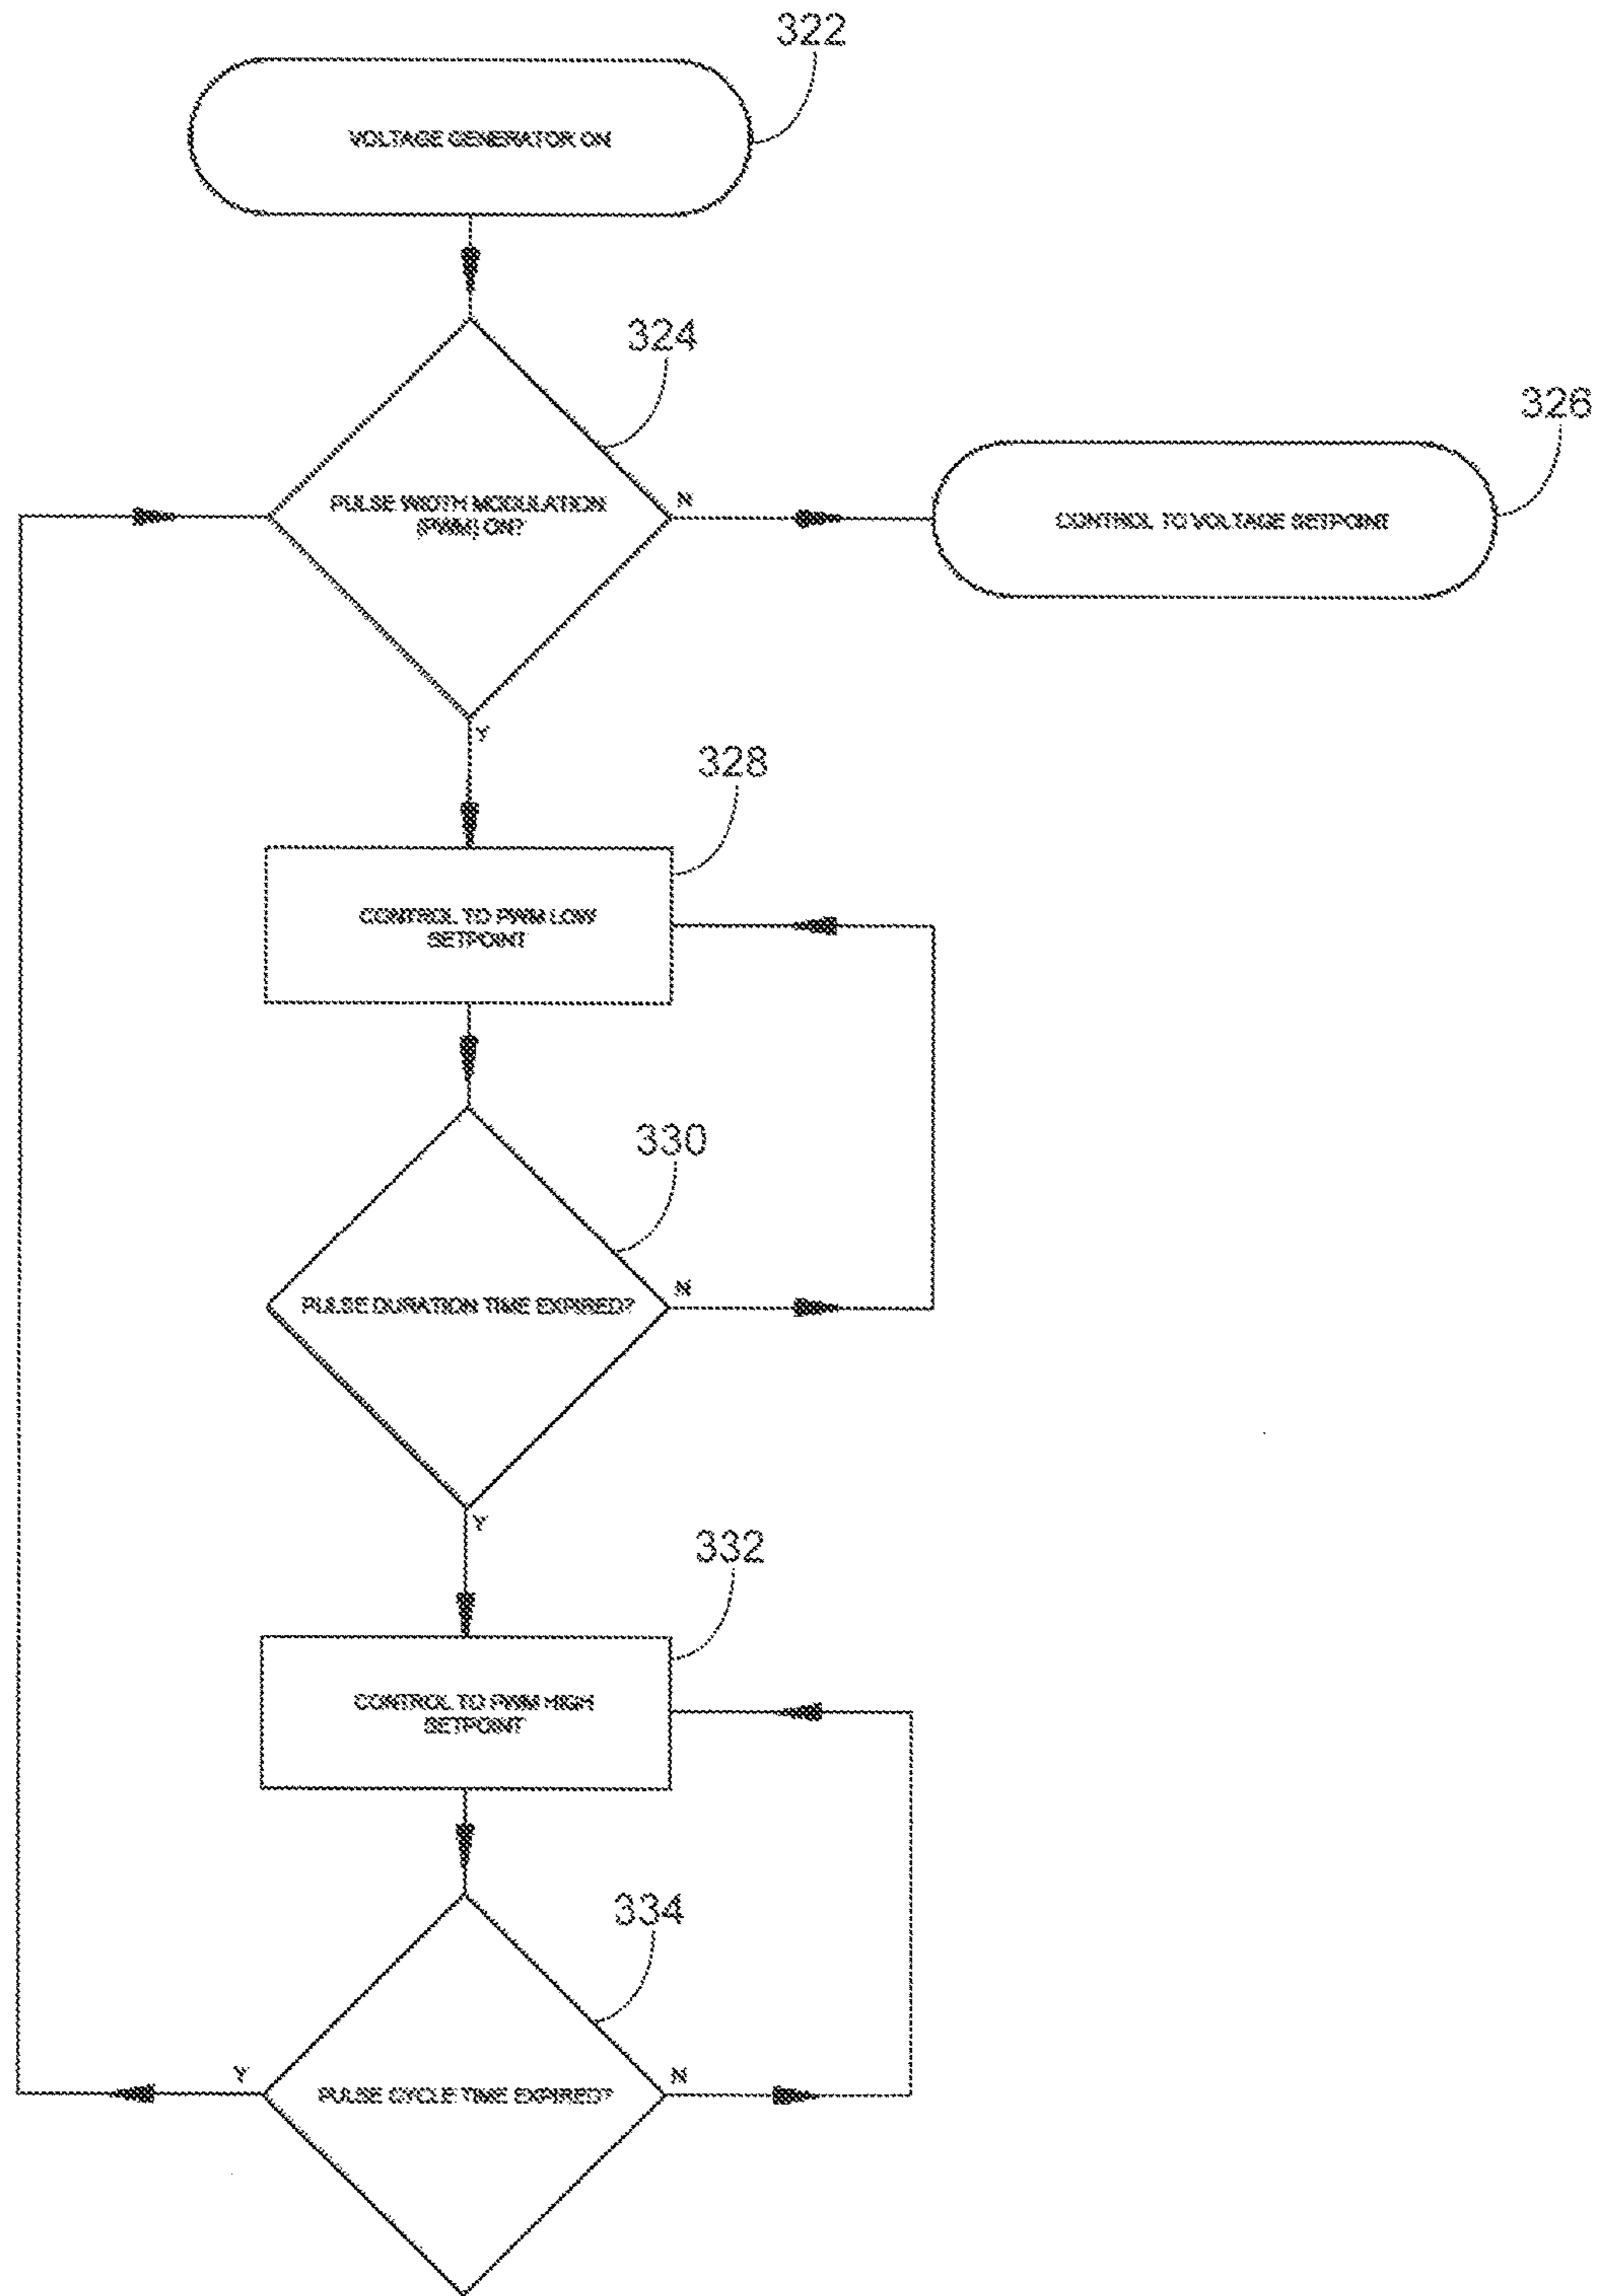 322
VOLTAGE GENERATOR ON
324
326
PULSE WIDTH MODULATION
(PWM) ON?
N
CONTROL TO VOLTAGE SETPOINT
Y
328
CONTROL TO PWM LOW
SETPOINT
330
PULSE DURATION TIME EXPIRED?
N
Y
332
CONTROL TO PWM HIGH
SETPOINT
334
Y
PULSE CYCLE TIME EXPIRED?
N